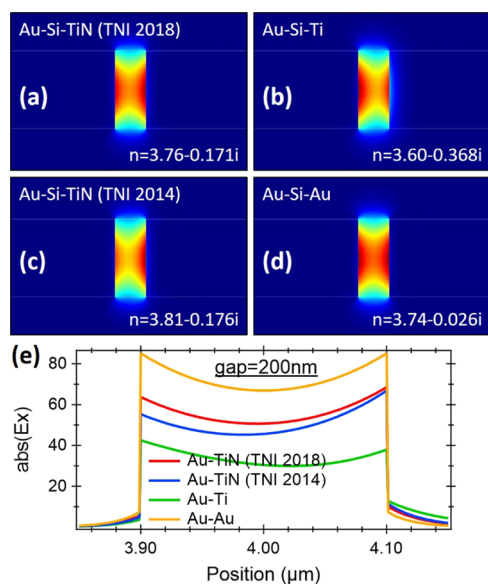 Au-Si-TiN (TNI 2018)
(a)
n=3.76-0.171i
Au-Si-Ti
(b)
n=3.60-0.368i
Au-Si-TiN (TNI 2014)
(c)
n=3.81-0.176i
Au-Si-Au
(d)
n=3.74-0.026i
(e)
gap=200nm
80
60
40
20
abs(Ex)
Au-TiN (TNI 2018)
Au-TiN (TNI 2014)
Au-Ti
Au-Au
3.90
4.00
4.10
Position (µm)